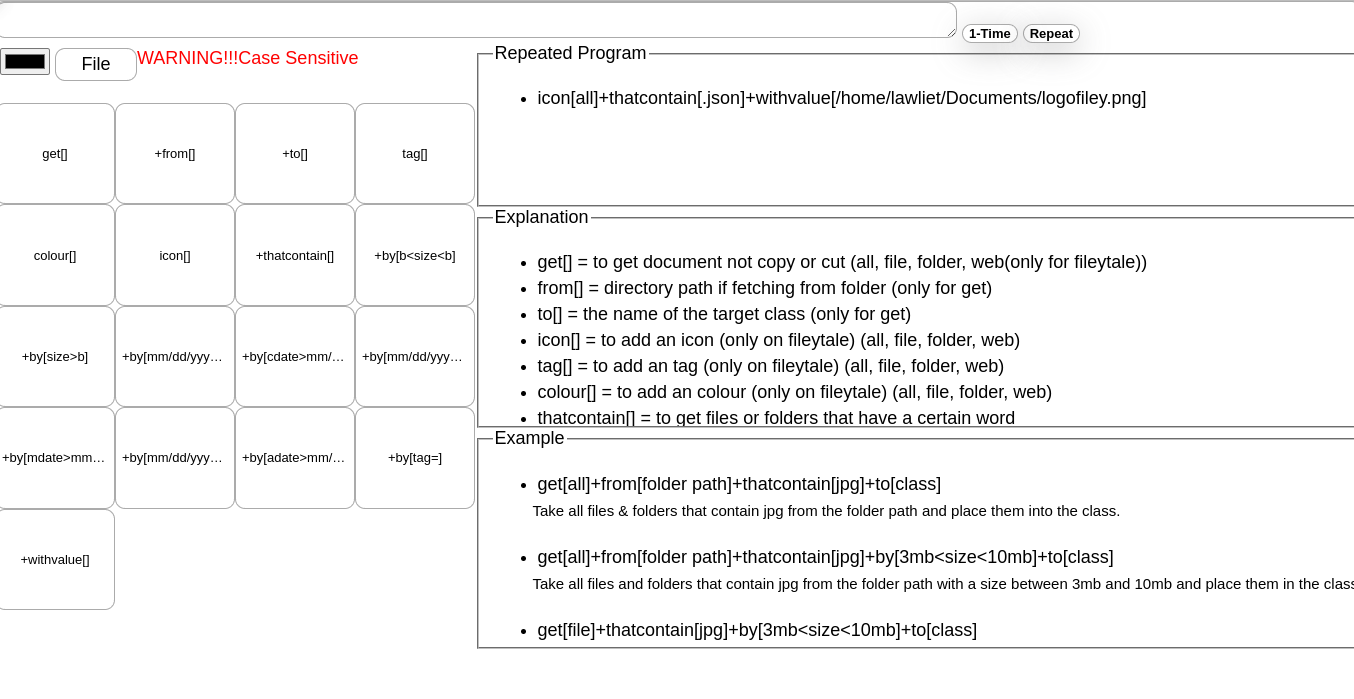 1-Time Repeat
File WARNING!!!Case Sensitive
get[] +from[] +to[] tag[]
colour[] icon[] +thatcontain[] +by[b<size<b]
+by[size>b] +by[mm/dd/yyy… +by[cdate>mm/… +by[mm/dd/yyy…
+by[mdate>mm… +by[mm/dd/yyy… +by[adate>mm/… +by[tag=]
+withvalue[]
Repeated Program
• icon[all]+thatcontain[.json]+withvalue[/home/lawliet/Documents/logofiley.png]
Explanation
• get[] = to get document not copy or cut (all, file, folder, web(only for fileytale))
• from[] = directory path if fetching from folder (only for get)
• to[] = the name of the target class (only for get)
• icon[] = to add an icon (only on fileytale) (all, file, folder, web)
• tag[] = to add an tag (only on fileytale) (all, file, folder, web)
• colour[] = to add an colour (only on fileytale) (all, file, folder, web)
• thatcontain[] = to get files or folders that have a certain word
Example
• get[all]+from[folder path]+thatcontain[jpg]+to[class]
Take all files & folders that contain jpg from the folder path and place them into the class.
• get[all]+from[folder path]+thatcontain[jpg]+by[3mb<size<10mb]+to[class]
Take all files and folders that contain jpg from the folder path with a size between 3mb and 10mb and place them in the class
• get[file]+thatcontain[jpg]+by[3mb<size<10mb]+to[class]